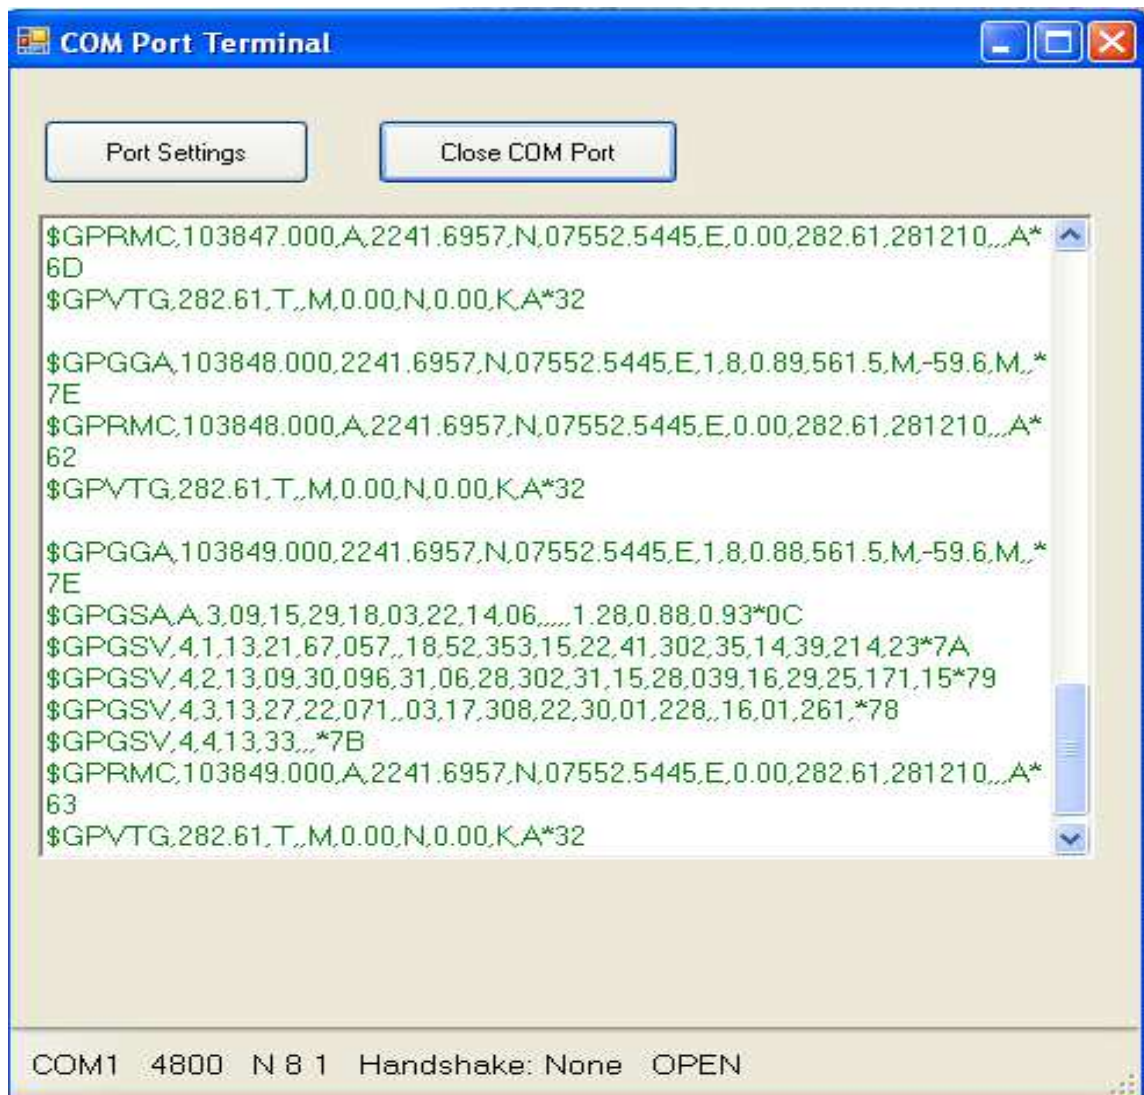 COM Port Terminal
Port Settings
Close COM Port
$GPRMC,103847.000,A,2241.6957,N,07552.5445,E,0.00,282.61,281210,,,A*
6D
$GPVTG,282.61,T,,M,0.00,N,0.00,K,A*32
$GPGGA,103848.000,2241.6957,N,07552.5445,E,1,8,0.89,561.5,M,-59.6,M,,*
7E
$GPRMC,103848.000,A,2241.6957,N,07552.5445,E,0.00,282.61,281210,,,A*
62
$GPVTG,282.61,T,,M,0.00,N,0.00,K,A*32
$GPGGA,103849.000,2241.6957,N,07552.5445,E,1,8,0.88,561.5,M,-59.6,M,,*
7E
$GPGSA,A,3,09,15,29,18,03,22,14,06,,,,,1.28,0.88,0.93*0C
$GPGSV,4,1,13,21,67,057,,18,52,353,15,22,41,302,35,14,39,214,23*7A
$GPGSV,4,2,13,09,30,096,31,06,28,302,31,15,28,039,16,29,25,171,15*79
$GPGSV,4,3,13,27,22,071,,03,17,308,22,30,01,228,,16,01,261,*78
$GPGSV,4,4,13,33,,,*7B
$GPRMC,103849.000,A,2241.6957,N,07552.5445,E,0.00,282.61,281210,,,A*
63
$GPVTG,282.61,T,,M,0.00,N,0.00,K,A*32
COM1 4800 N 8 1 Handshake: None OPEN